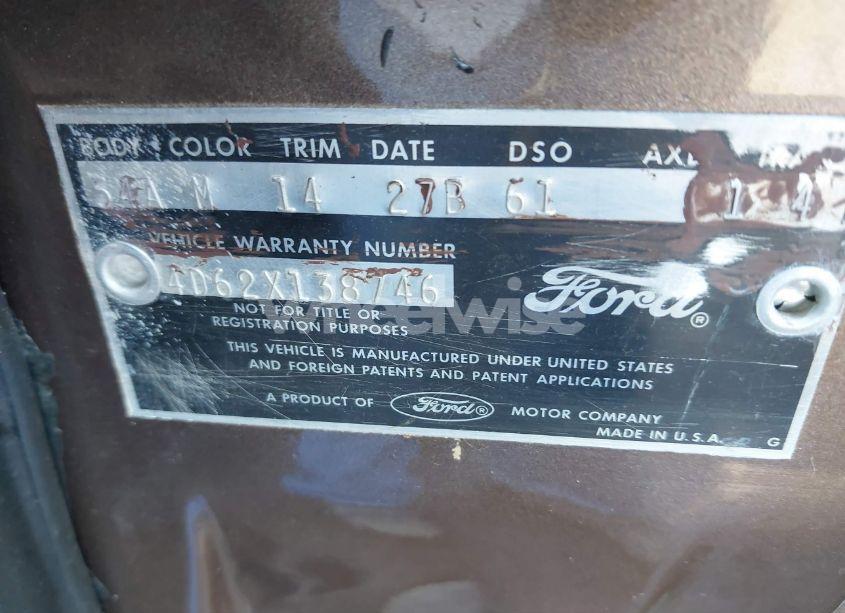 BODY COLOR TRIM DATE DSO AXLE
54A M 14 27B 61 1 4
VEHICLE WARRANTY NUMBER
4D62X138746
Ford®
NOT FOR TITLE OR
REGISTRATION PURPOSES
THIS VEHICLE IS MANUFACTURED UNDER UNITED STATES
AND FOREIGN PATENTS AND PATENT APPLICATIONS
A PRODUCT OF Ford® MOTOR COMPANY
MADE IN U.S.A. G